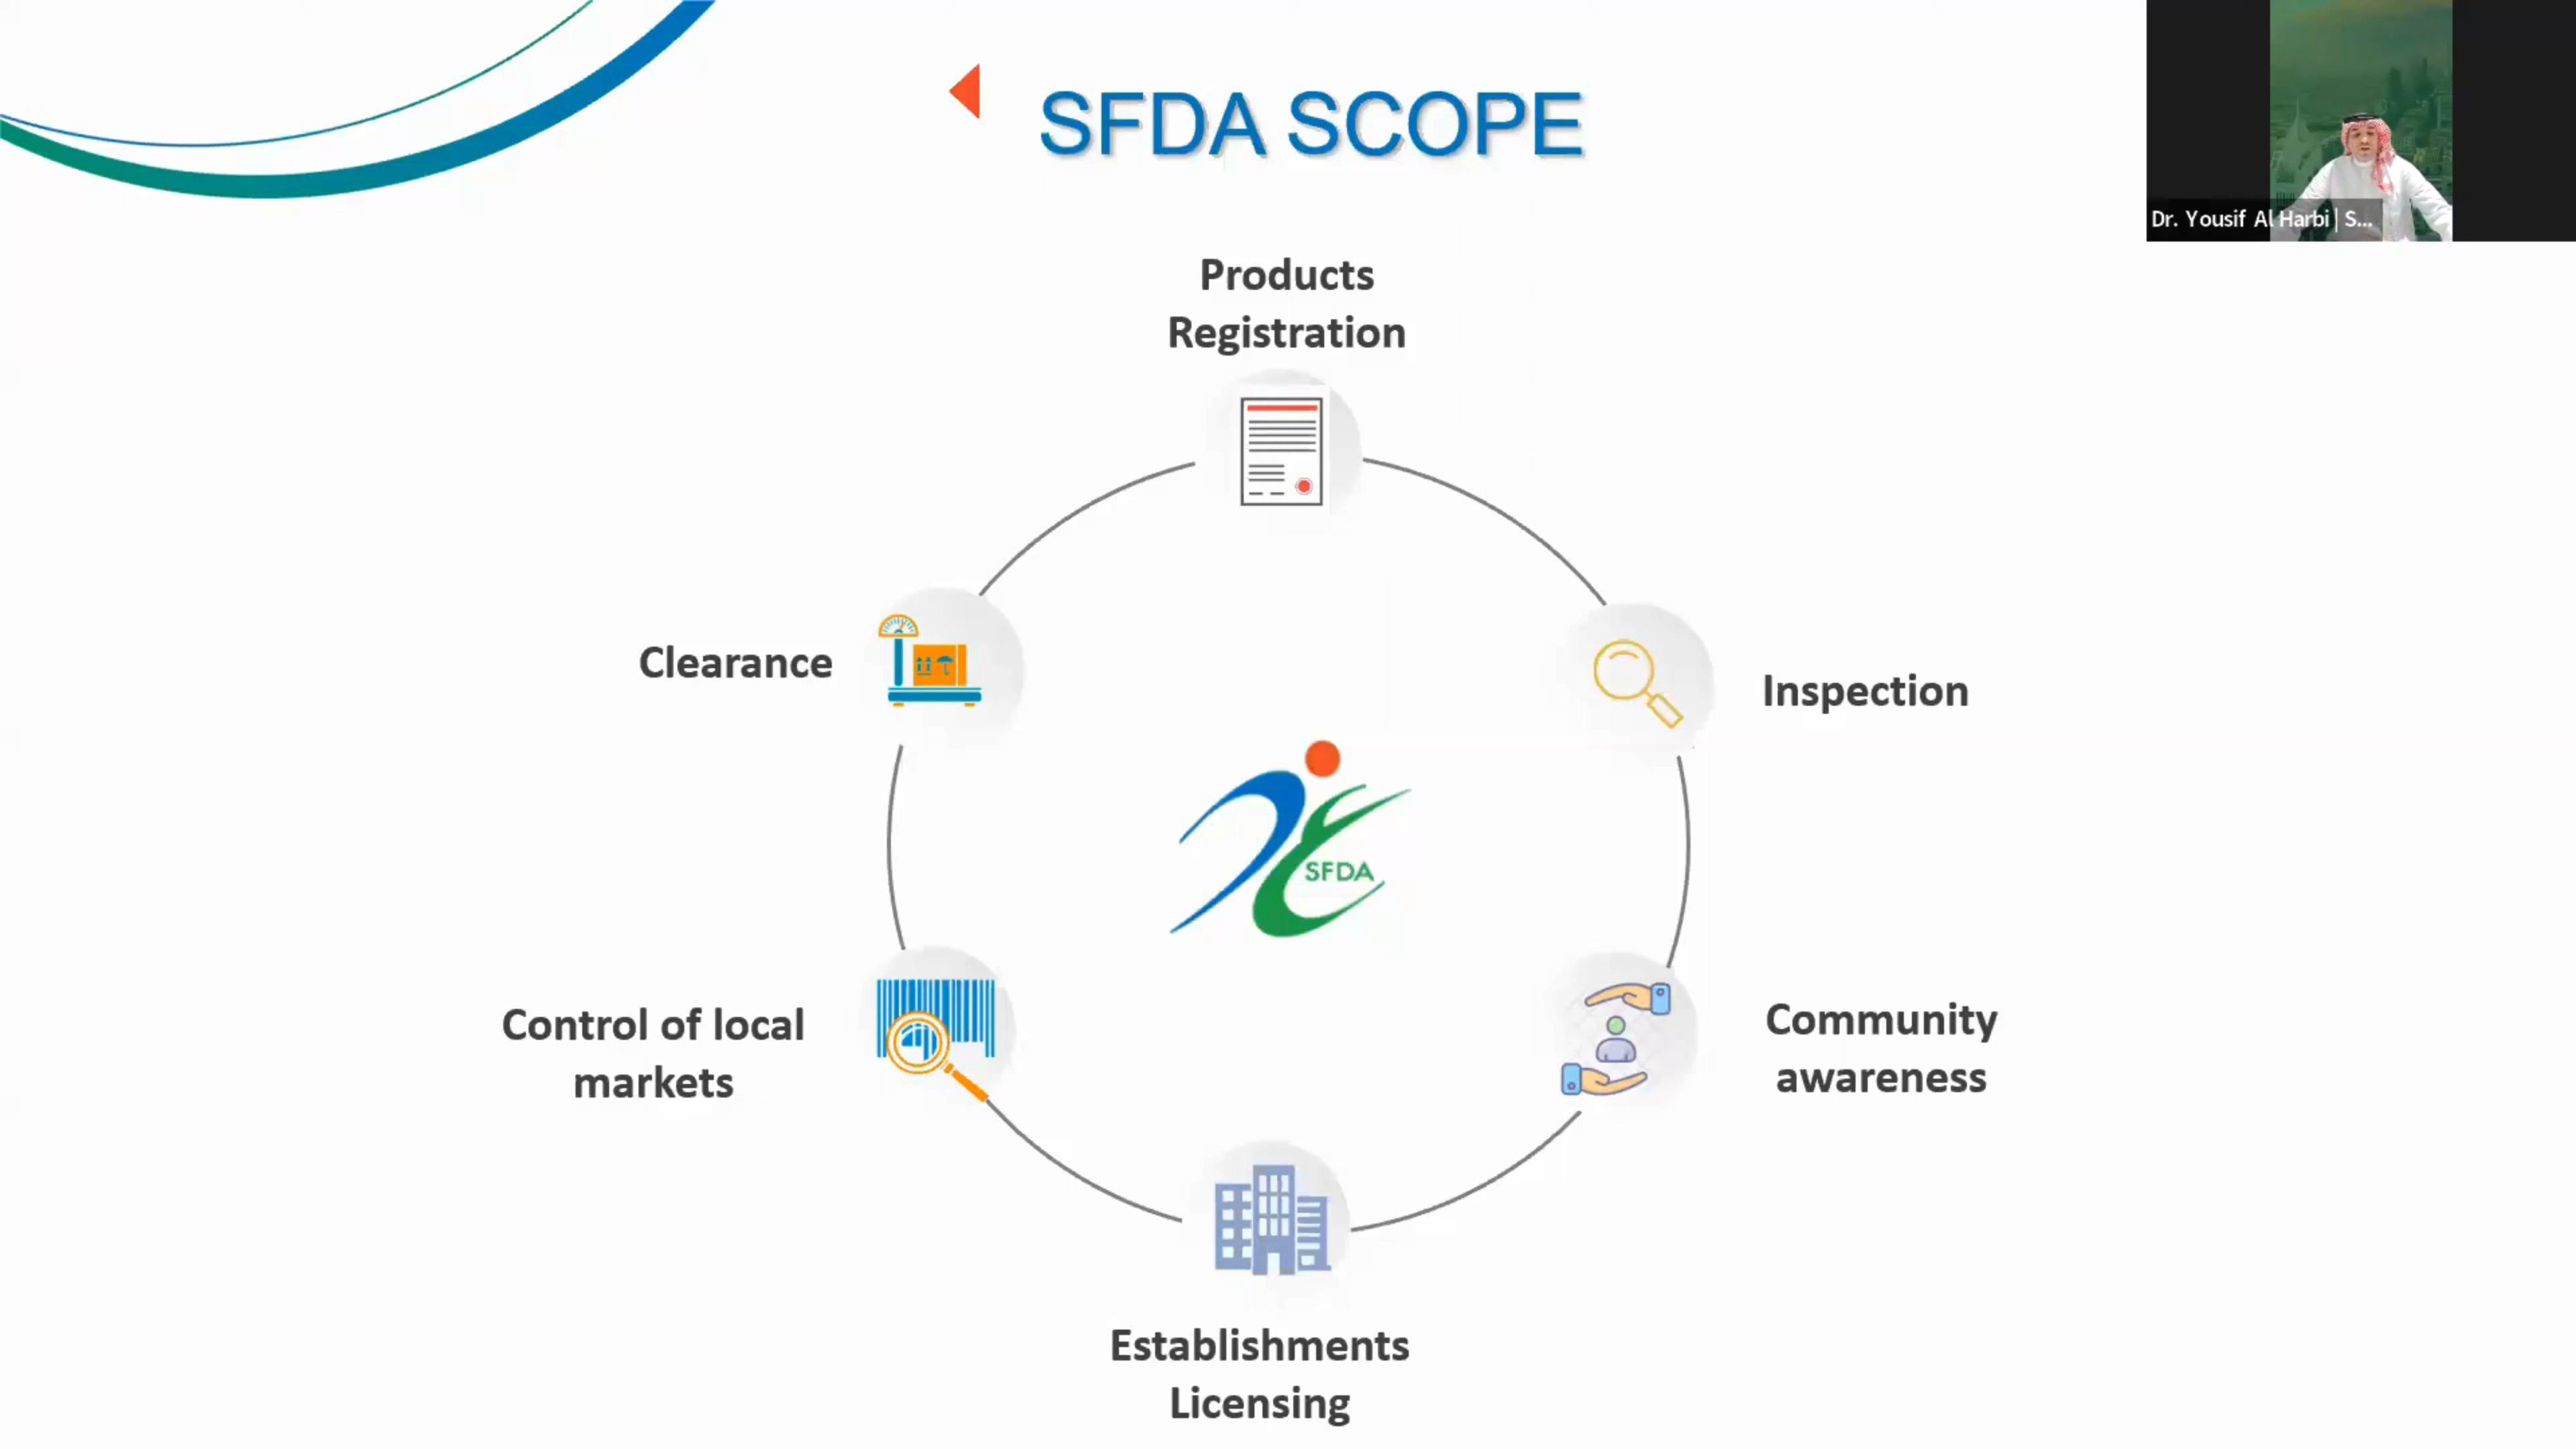 SFDA SCOPE
Dr. Yousif Al Harbi | S...
Products
Registration
Clearance
Inspection
SFDA
Control of local
markets
Community
awareness
Establishments
Licensing